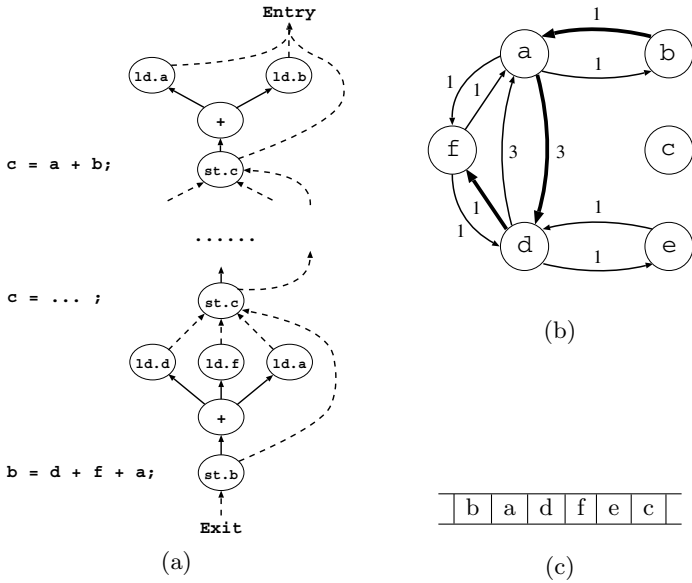 Entry
ld.a
ld.b
+
c = a + b;
st.c
......
c = ... ;
st.c
ld.d
ld.f
ld.a
+
b = d + f + a;
st.b
Exit
(a)
1
a
b
1
1
1
f
c
3
3
1
1
1
d
e
1
(b)
b a d f e c
(c)